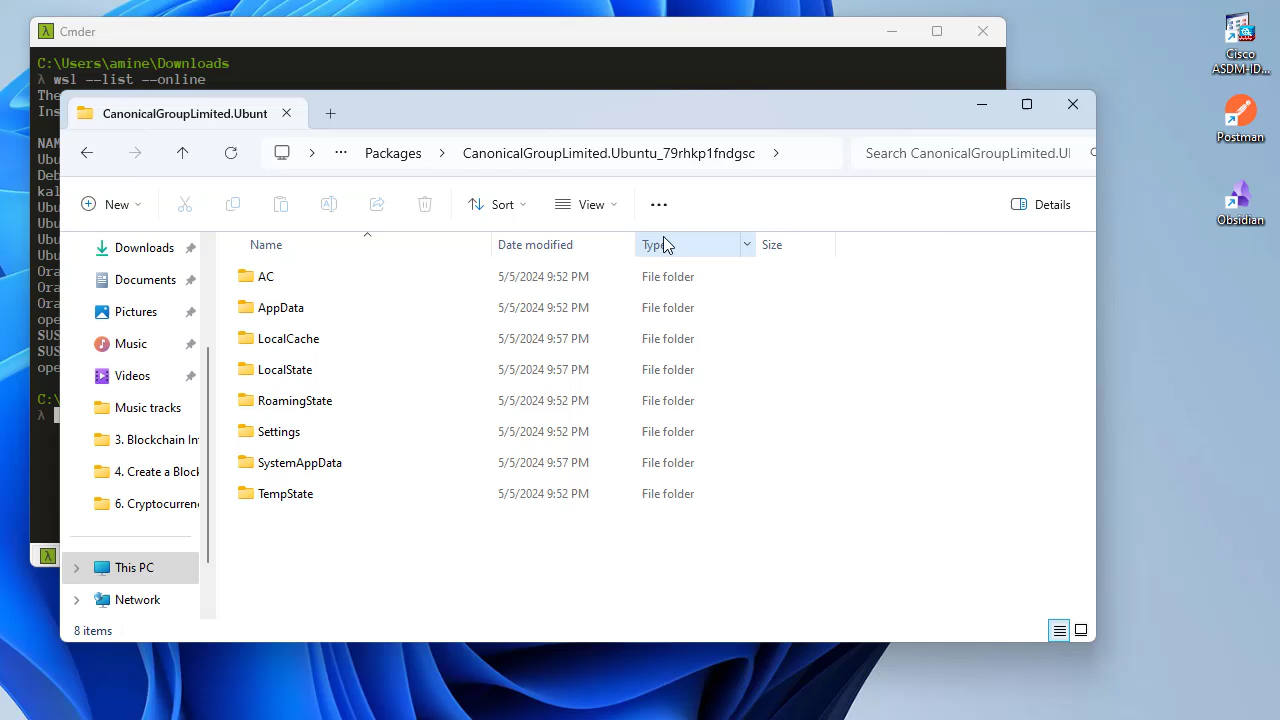 Cmder
C:\Users\amine\Downloads
λ wsl --list --online
The
Ins
NAM
Ubu
Deb
kal
Ubu
Ubu
Ubu
Ubu
Ora
Ora
Ora
ope
SUS
SUS
ope
C:\
λ
CanonicalGroupLimited.Ubunt
Packages
CanonicalGroupLimited.Ubuntu_79rhkp1fndgsc
Search CanonicalGroupLimited.Ul
New
Sort
View
Details
Name
Date modified
Type
Size
Downloads
Documents
Pictures
Music
Videos
Music tracks
3. Blockchain In
4. Create a Block
6. Cryptocurrenc
This PC
Network
AC 5/5/2024 9:52 PM File folder
AppData 5/5/2024 9:52 PM File folder
LocalCache 5/5/2024 9:57 PM File folder
LocalState 5/5/2024 9:57 PM File folder
RoamingState 5/5/2024 9:52 PM File folder
Settings 5/5/2024 9:52 PM File folder
SystemAppData 5/5/2024 9:57 PM File folder
TempState 5/5/2024 9:52 PM File folder
8 items
Cisco
ASDM-ID...
Postman
Obsidian